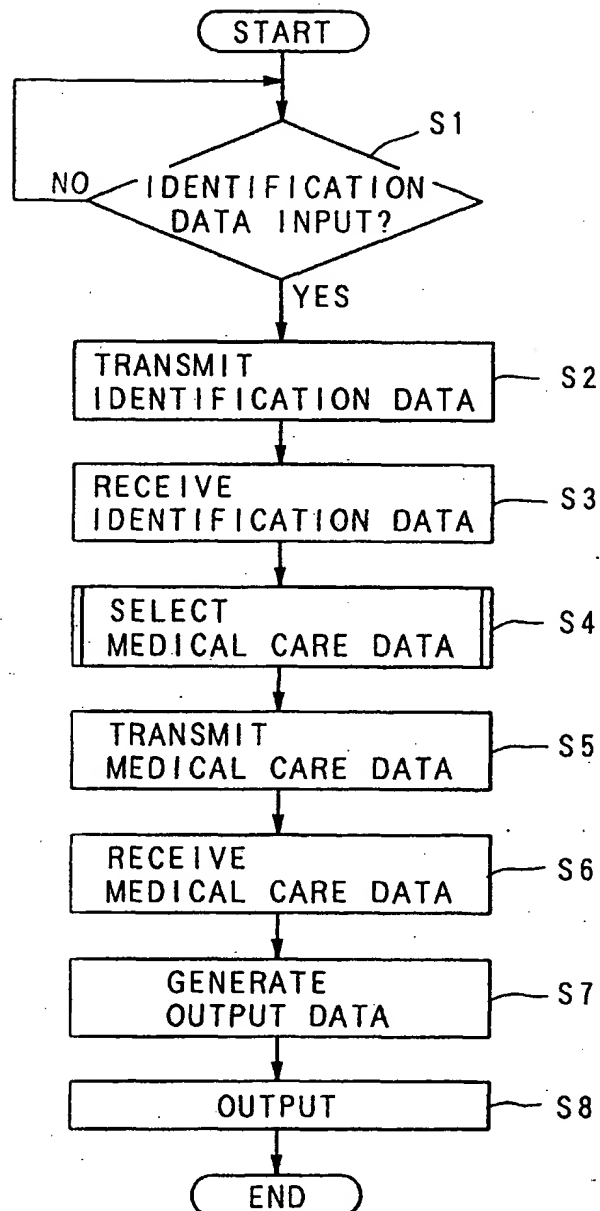 START
S1
NO
IDENTIFICATION
DATA INPUT?
YES
TRANSMIT
IDENTIFICATION DATA
S2
RECEIVE
IDENTIFICATION DATA
S3
SELECT
MEDICAL CARE DATA
S4
TRANSMIT
MEDICAL CARE DATA
S5
RECEIVE
MEDICAL CARE DATA
S6
GENERATE
OUTPUT DATA
S7
OUTPUT
S8
END